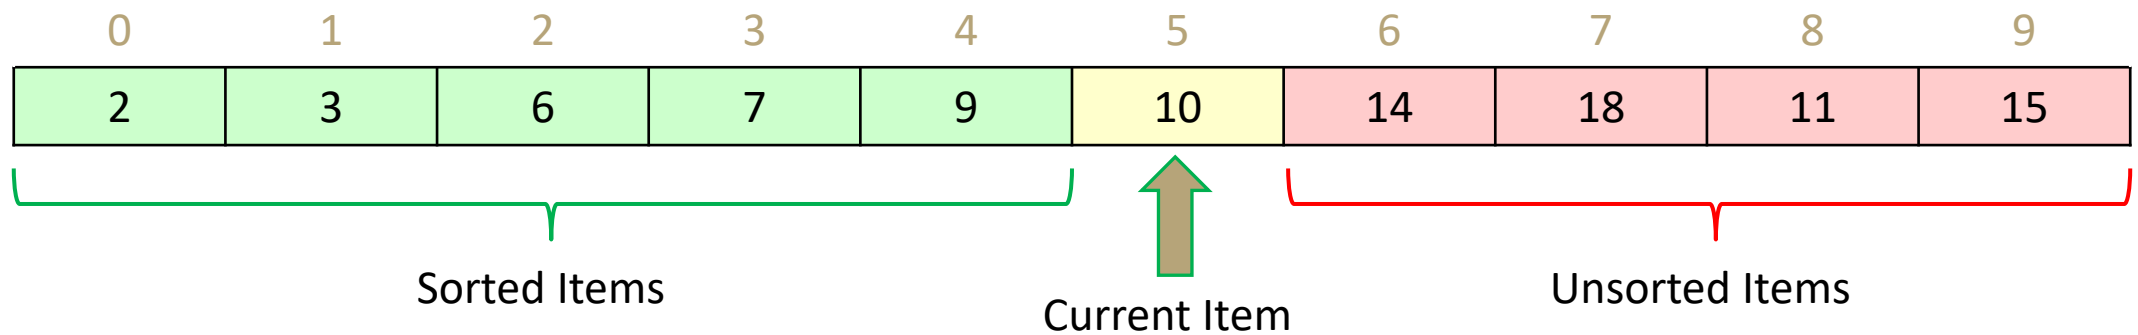 0 1 2 3 4 5 6 7 8 9
2 3 6 7 9 10 14 18 11 15
Sorted Items
Current Item
Unsorted Items